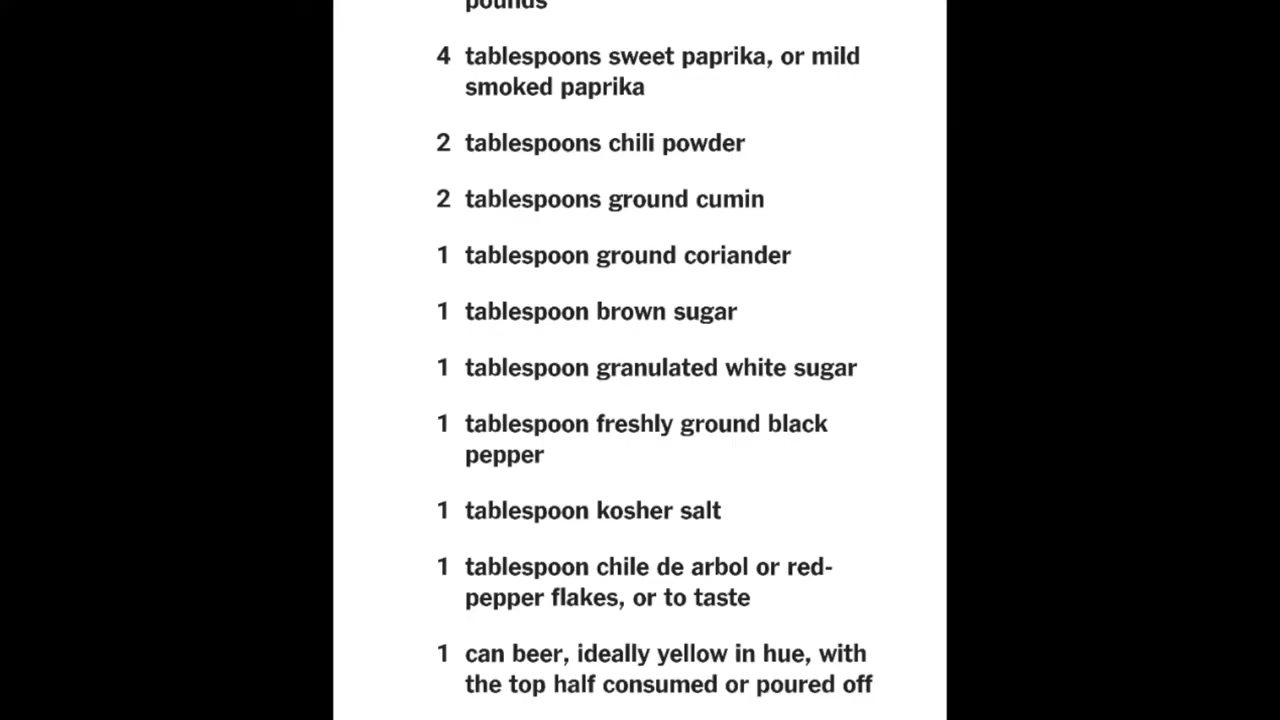 pounds
4 tablespoons sweet paprika, or mild
smoked paprika
2 tablespoons chili powder
2 tablespoons ground cumin
1 tablespoon ground coriander
1 tablespoon brown sugar
1 tablespoon granulated white sugar
1 tablespoon freshly ground black
pepper
1 tablespoon kosher salt
1 tablespoon chile de arbol or red-
pepper flakes, or to taste
1 can beer, ideally yellow in hue, with
the top half consumed or poured off